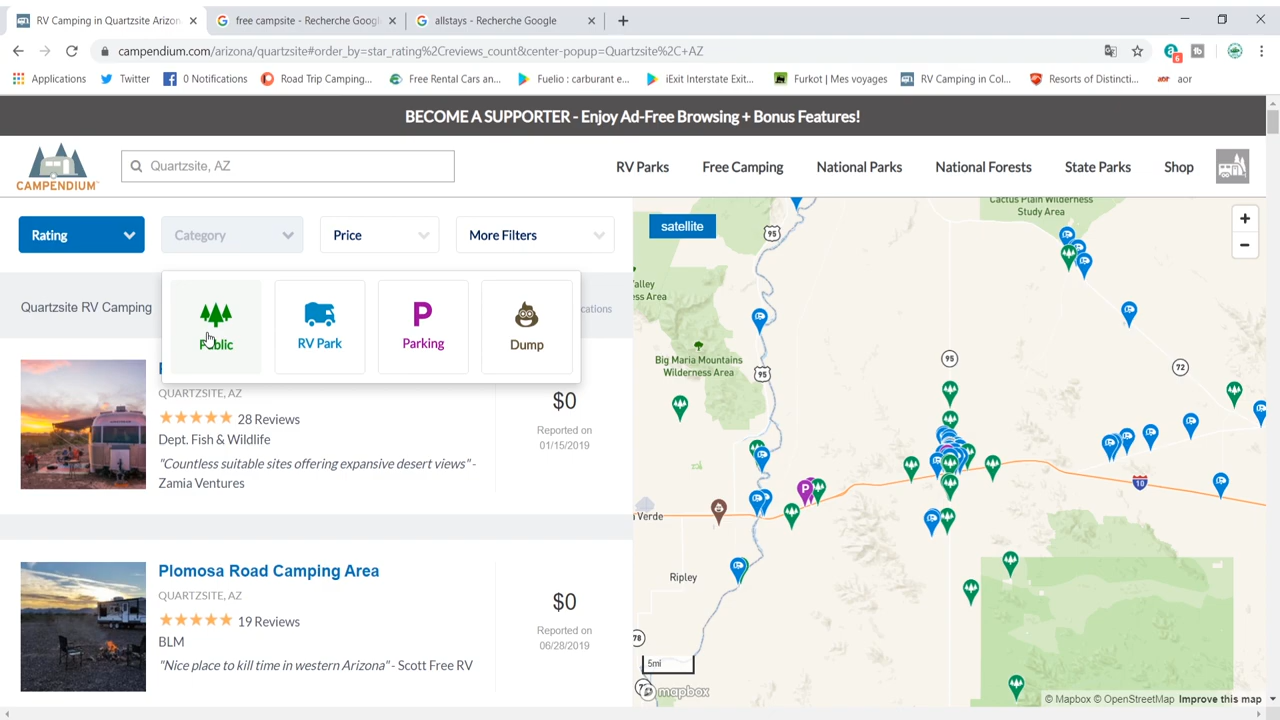 RV Camping in Quartzsite Arizon
free campsite - Recherche Google
allstays - Recherche Google
campendium.com/arizona/quartzsite#order_by=star_rating%2Creviews_count&center-popup=Quartzsite%2C+AZ
6
Applications
Twitter
0 Notifications
Road Trip Camping...
Free Rental Cars an...
Fuelio : carburant e...
iExit Interstate Exit...
Furkot | Mes voyages
RV Camping in Col...
Resorts of Distincti...
aor
aor
BECOME A SUPPORTER - Enjoy Ad-Free Browsing + Bonus Features!
CAMPENDIUM
Quartzsite, AZ
RV Parks
Free Camping
National Parks
National Forests
State Parks
Shop
Rating
Category
Price
More Filters
Quartzsite RV Camping
cations
Public
RV Park
P
Parking
Dump
QUARTZSITE, AZ
28 Reviews
Dept. Fish & Wildlife
"Countless suitable sites offering expansive desert views" -
Zamia Ventures
$0
Reported on
01/15/2019
Plomosa Road Camping Area
QUARTZSITE, AZ
19 Reviews
BLM
"Nice place to kill time in western Arizona" - Scott Free RV
$0
Reported on
06/28/2019
satellite
Cactus Plain Wilderness
Study Area
+
-
95
alley
ess Area
Big Maria Mountains
Wilderness Area
95
95
72
10
P
a Verde
Ripley
78
5mi
mapbox
© Mapbox © OpenStreetMap Improve this map